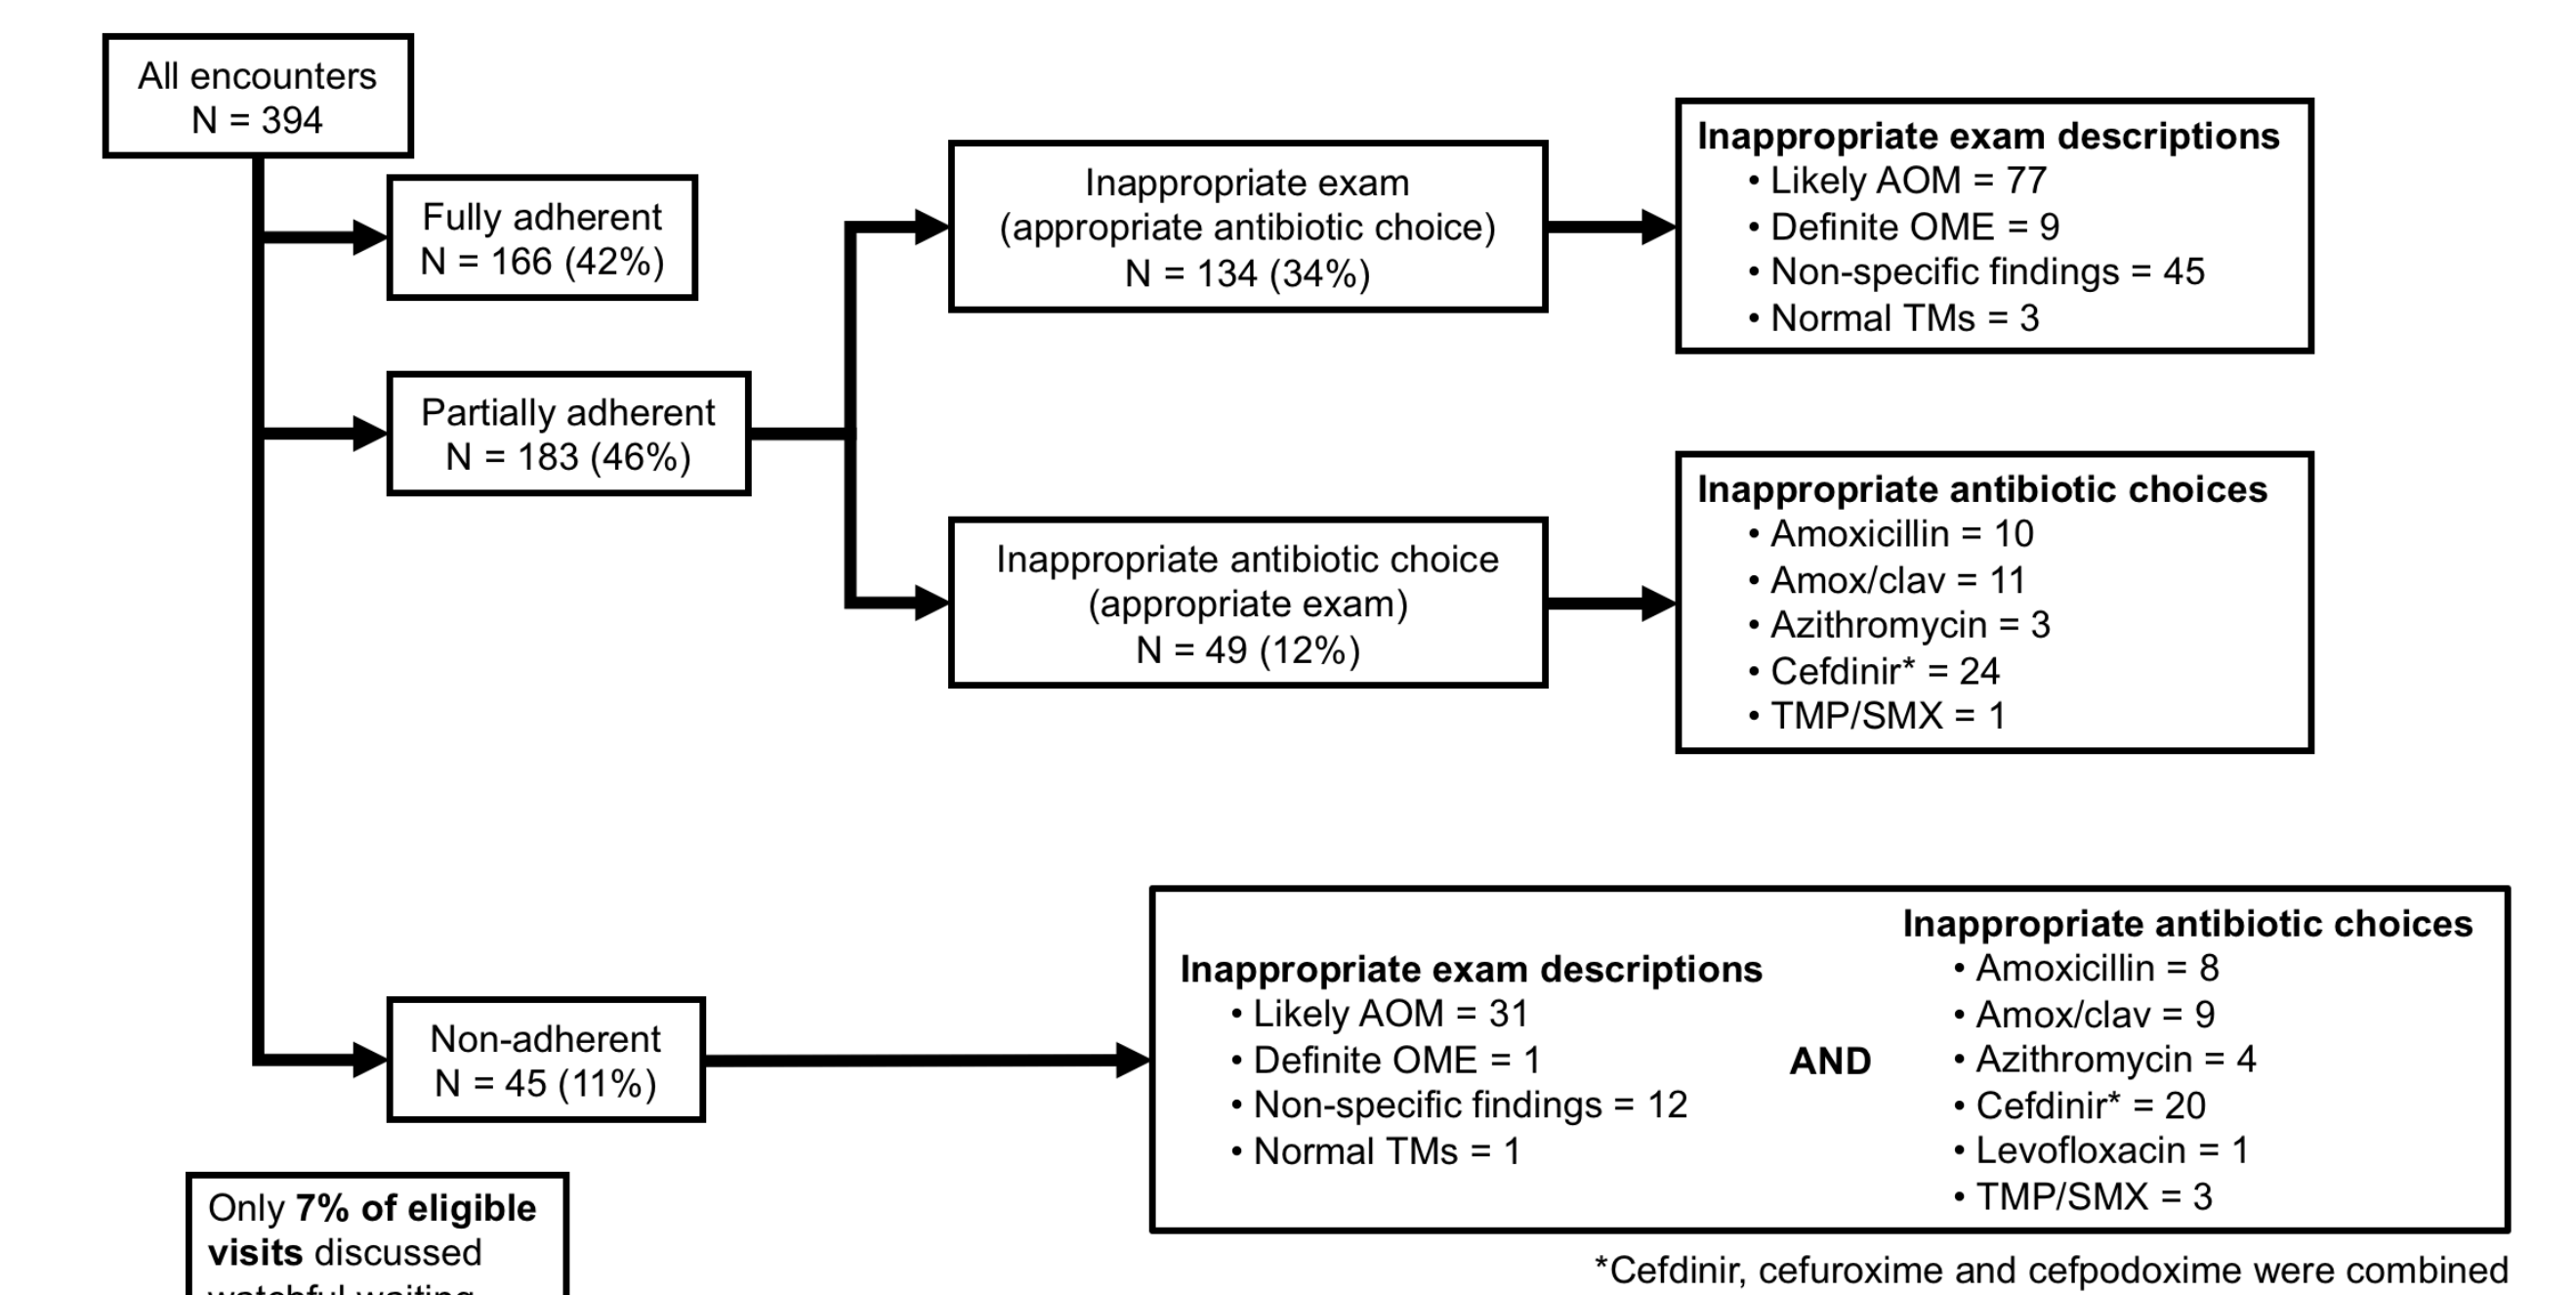 All encounters
N = 394
Fully adherent
N = 166 (42%)
Partially adherent
N = 183 (46%)
Inappropriate exam
(appropriate antibiotic choice)
N = 134 (34%)
Inappropriate exam descriptions
• Likely AOM = 77
• Definite OME = 9
• Non-specific findings = 45
• Normal TMs = 3
Inappropriate antibiotic choice
(appropriate exam)
N = 49 (12%)
Inappropriate antibiotic choices
• Amoxicillin = 10
• Amox/clav = 11
• Azithromycin = 3
• Cefdinir* = 24
• TMP/SMX = 1
Non-adherent
N = 45 (11%)
Inappropriate exam descriptions
• Likely AOM = 31
• Definite OME = 1
• Non-specific findings = 12
• Normal TMs = 1
AND
Inappropriate antibiotic choices
• Amoxicillin = 8
• Amox/clav = 9
• Azithromycin = 4
• Cefdinir* = 20
• Levofloxacin = 1
• TMP/SMX = 3
Only 7% of eligible
visits discussed
watchful waiting
*Cefdinir, cefuroxime and cefpodoxime were combined